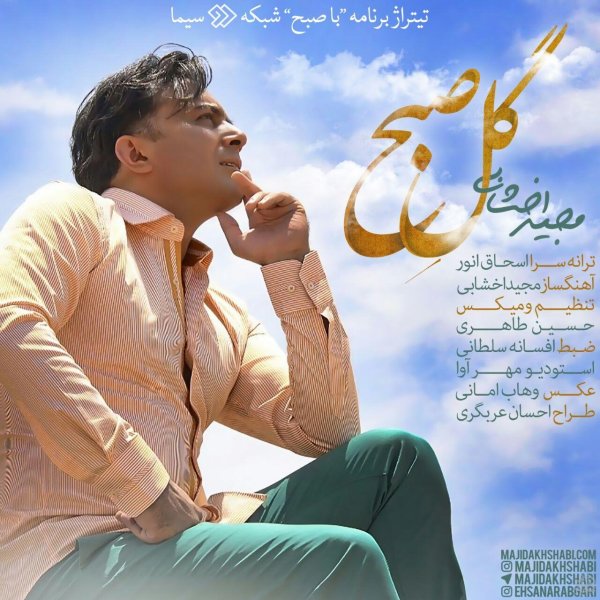 تیتراژ برنامه "با صبح" شبکه سیما
گل صبح
مجید اخشابی
ترانه سرا اسحاق انور
آهنگساز مجید اخشابی
تنظیم و میکس
حسین طاهری
ضبط افسانه سلطانی
استودیو مهر آوا
عکس وهاب امانی
طراح احسان عربگری
MAJIDAKHSHABI.COM
MAJIDAKHSHABI
MAJIDAKHSHABI
EHSANARABGARI